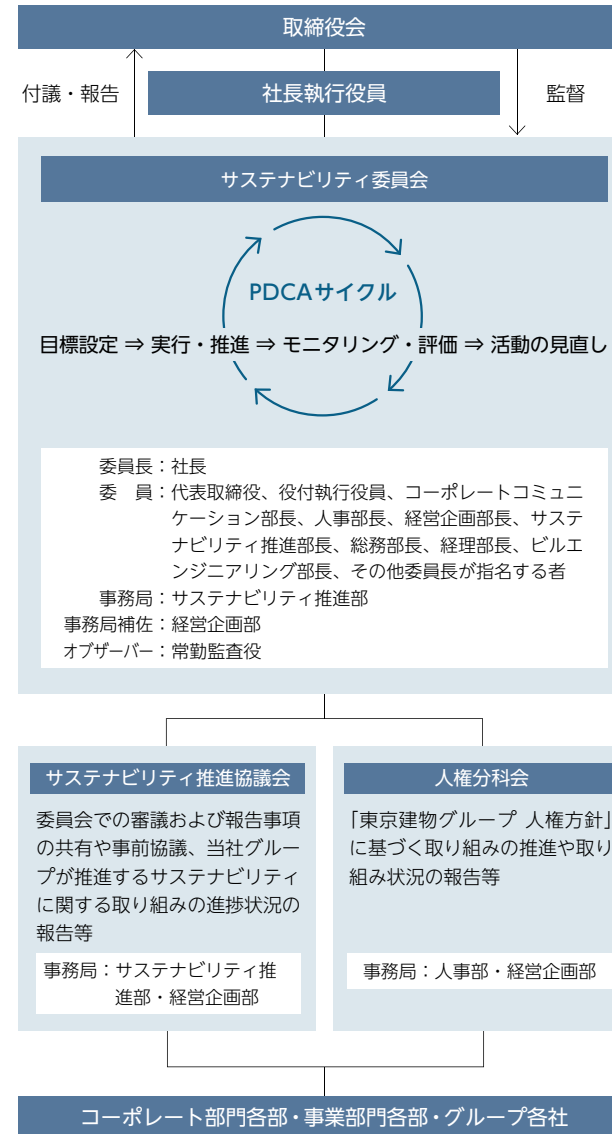 取締役会
付議・報告
社長執行役員
監督
サステナビリティ委員会
PDCAサイクル
目標設定 ⇒ 実行・推進 ⇒ モニタリング・評価 ⇒ 活動の見直し
委員長：社長
委　員：代表取締役、役付執行役員、コーポレートコミュニ
ケーション部長、人事部長、経営企画部長、サステ
ナビリティ推進部長、総務部長、経理部長、ビルエ
ンジニアリング部長、その他委員長が指名する者
事務局：サステナビリティ推進部
事務局補佐：経営企画部
オブザーバー：常勤監査役
サステナビリティ推進協議会
委員会での審議および報告事項
の共有や事前協議、当社グルー
プが推進するサステナビリティ
に関する取り組みの進捗状況の
報告等
事務局：サステナビリティ推
進部・経営企画部
人権分科会
「東京建物グループ 人権方針」
に基づく取り組みの推進や取り
組み状況の報告等
事務局：人事部・経営企画部
コーポレート部門各部・事業部門各部・グループ各社